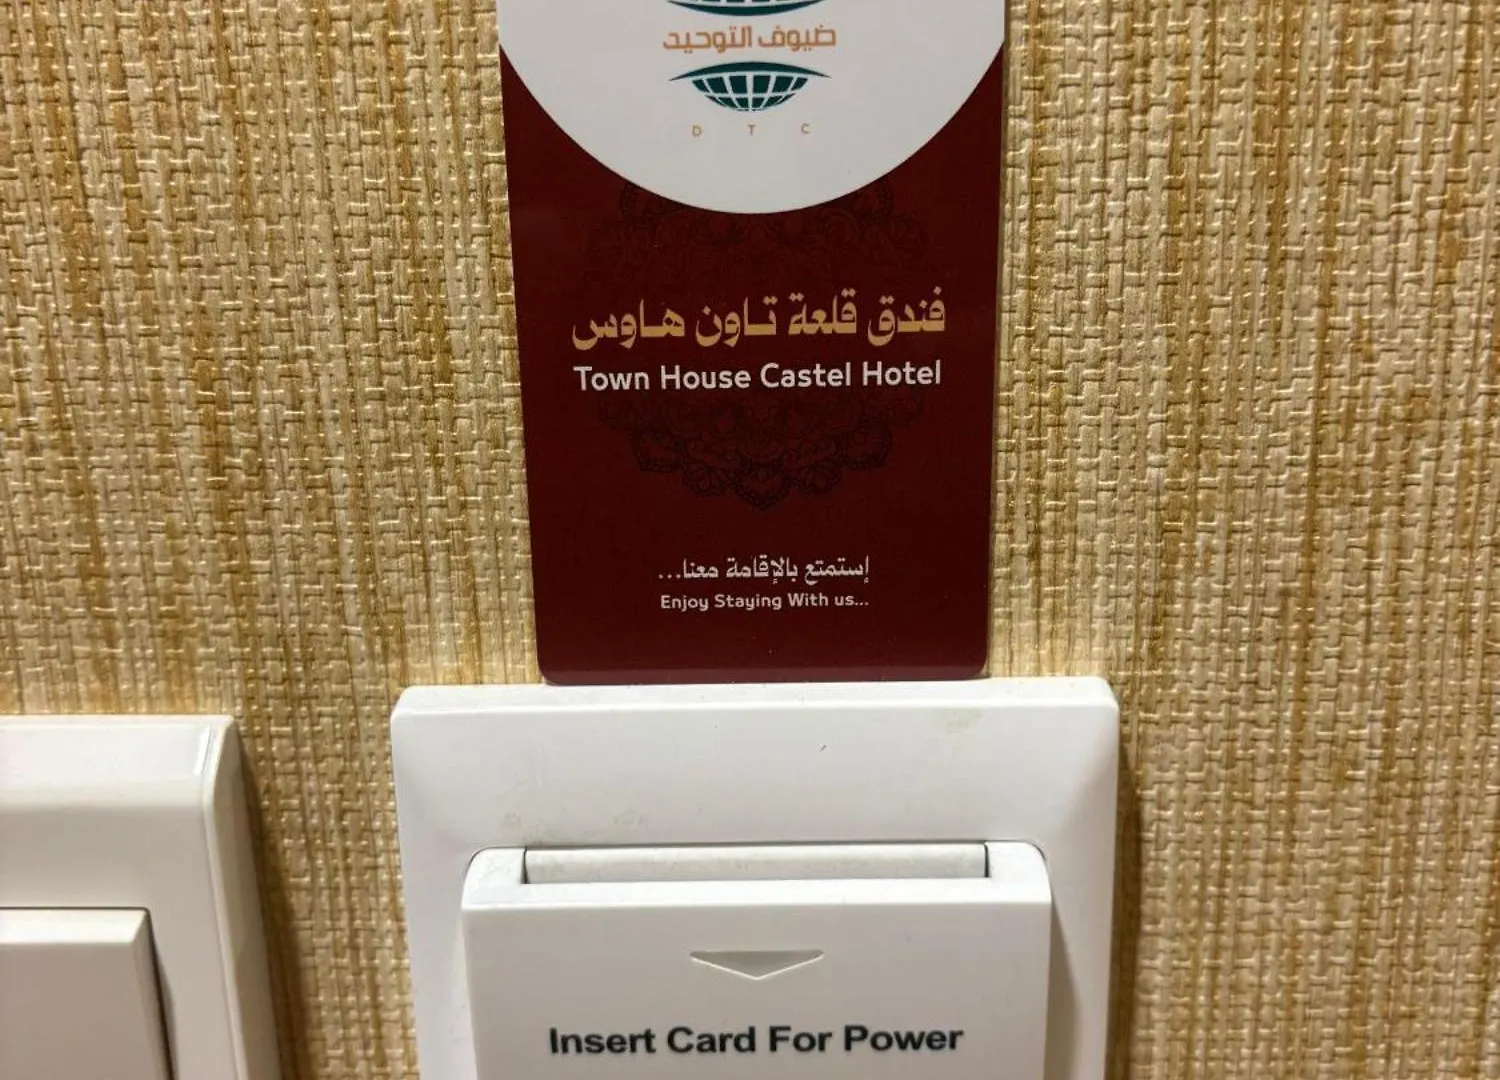 ضيوف التوحيد
D T C
فندق قلعة تاون هاوس
Town House Castel Hotel
إستمتع بالإقامة معنا...
Enjoy Staying With us...
Insert Card For Power